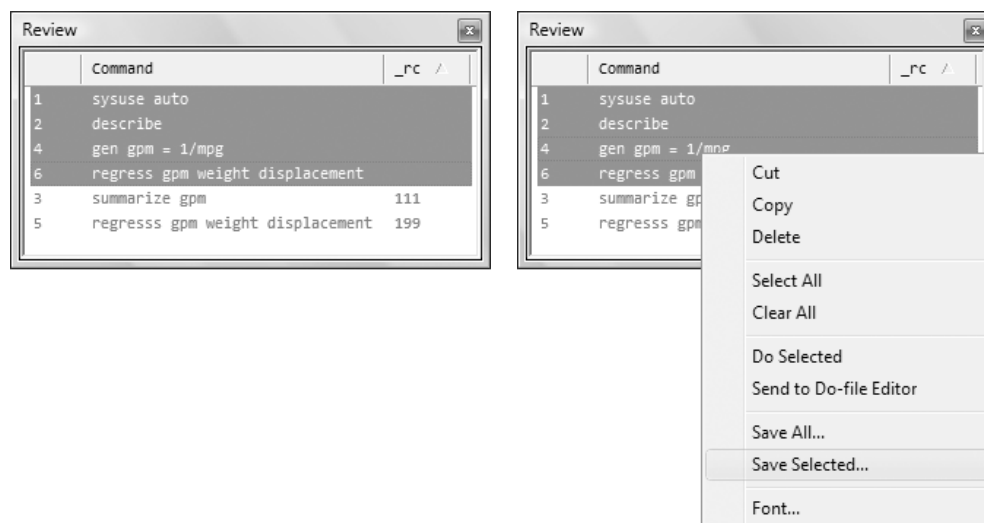 Review
Command _rc
1 sysuse auto
2 describe
4 gen gpm = 1/mpg
6 regress gpm weight displacement
3 summarize gpm 111
5 regresss gpm weight displacement 199
Review
Command _rc
1 sysuse auto
2 describe
4 gen gpm = 1/mpg
6 regress gpm
3 summarize gp
5 regresss gpm
Cut
Copy
Delete
Select All
Clear All
Do Selected
Send to Do-file Editor
Save All...
Save Selected...
Font...